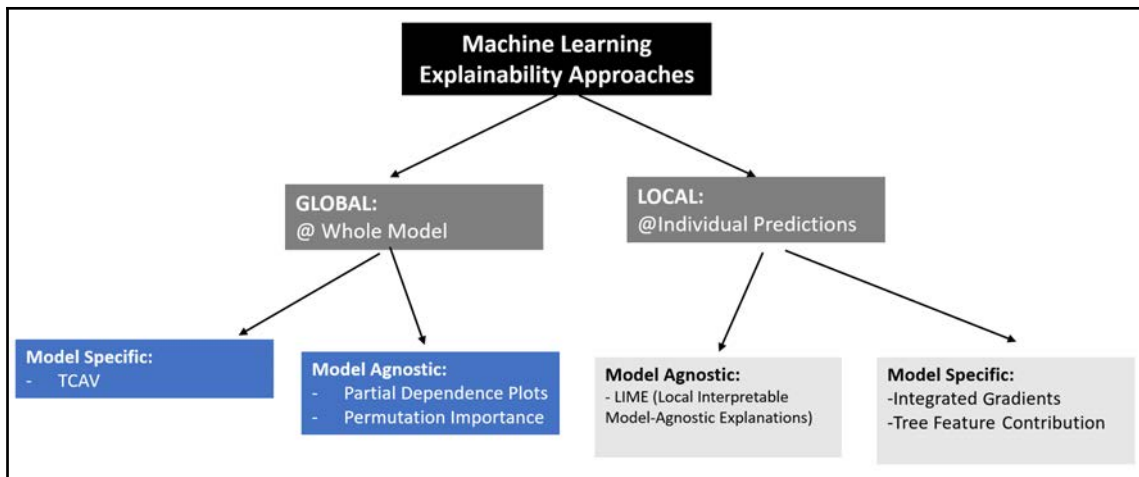 Machine Learning
Explainability Approaches
GLOBAL:
@ Whole Model
LOCAL:
@Individual Predictions
Model Specific:
- TCAV
Model Agnostic:
- Partial Dependence Plots
- Permutation Importance
Model Agnostic:
- LIME (Local Interpretable
Model-Agnostic Explanations)
Model Specific:
-Integrated Gradients
-Tree Feature Contribution